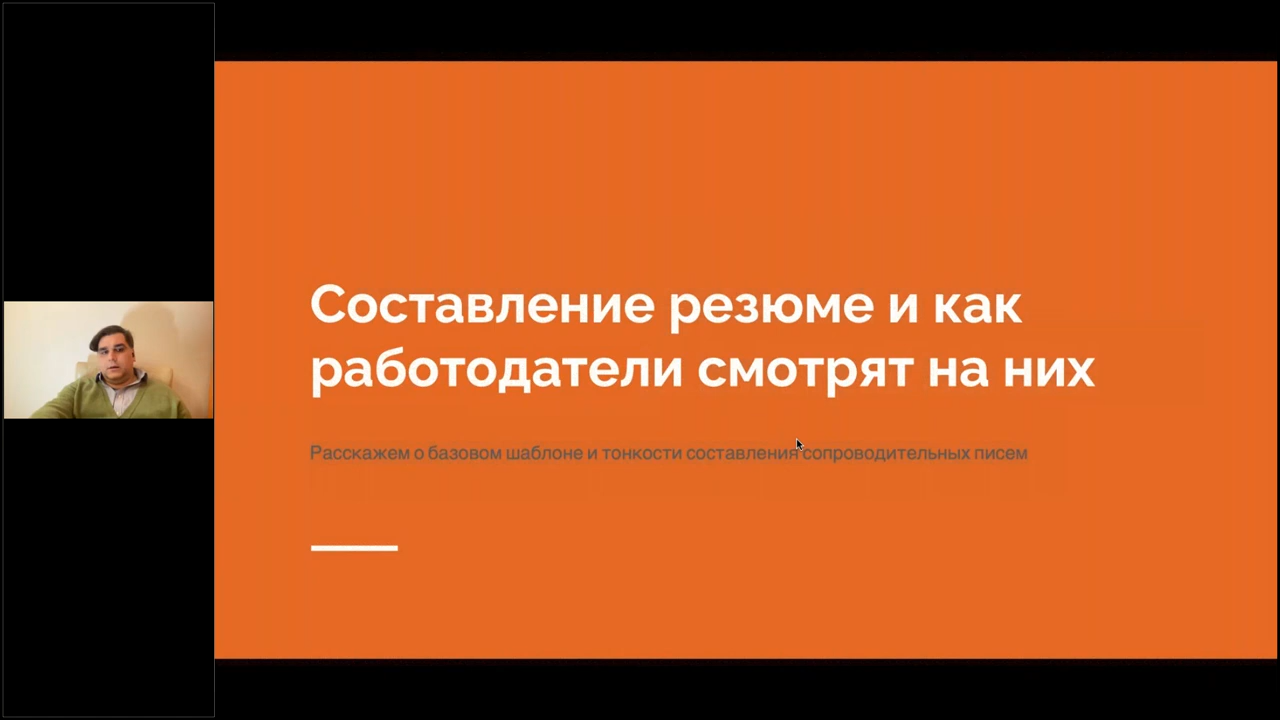 Составление резюме и как
работодатели смотрят на них
Расскажем о базовом шаблоне и тонкости составления сопроводительных писем